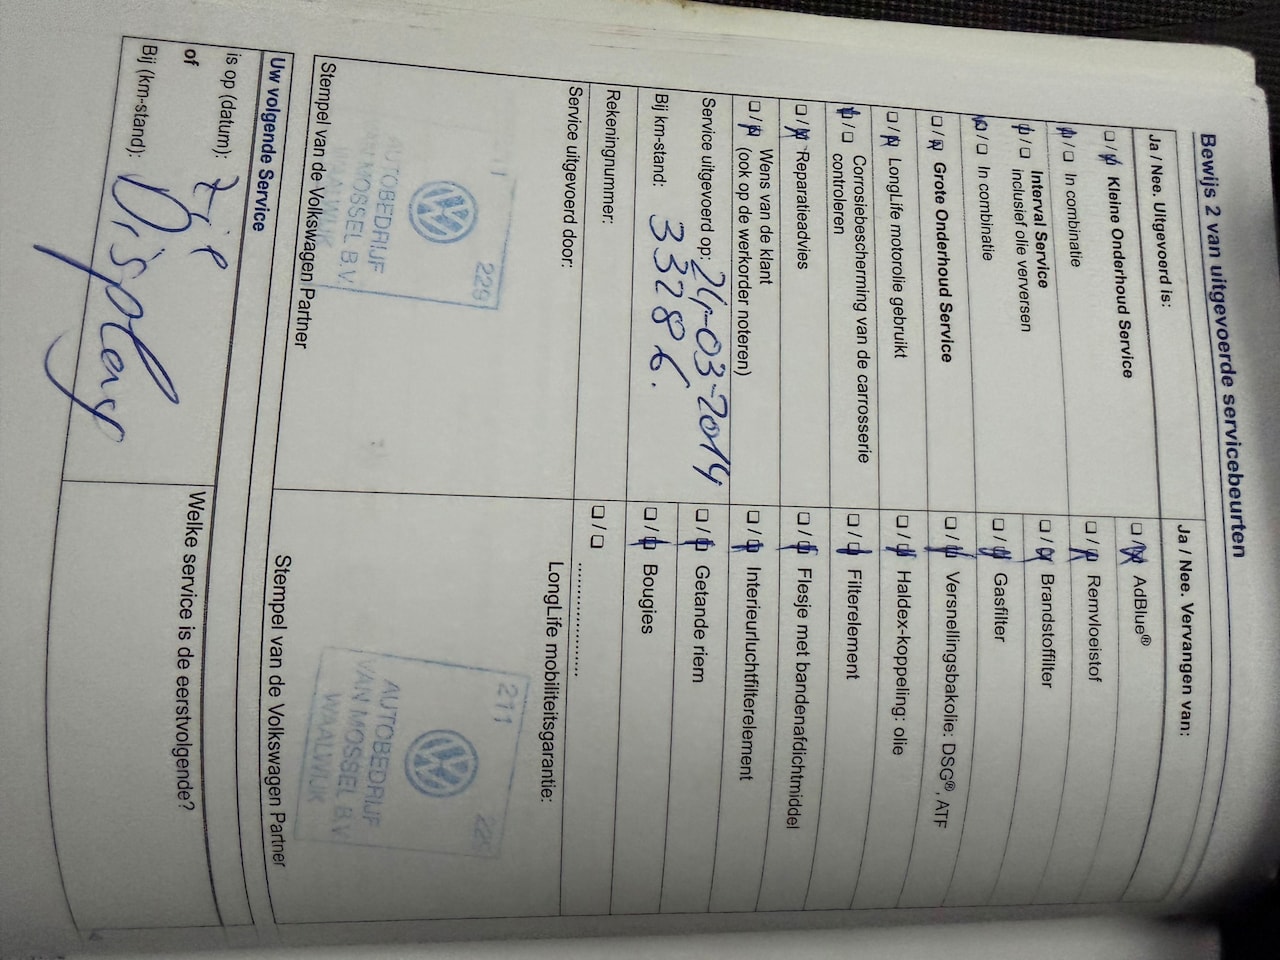 Bewijs 2 van uitgevoerde servicebeurten
Ja / Nee. Uitgevoerd is:
☐ / ☒ Kleine Onderhoud Service
☒ / ☐ In combinatie
☒ / ☐ Interval Service
inclusief olie verversen
☒ / ☐ In combinatie
☐ / ☒ Grote Onderhoud Service
☐ / ☒ LongLife motorolie gebruikt
☒ / ☐ Corrosiebescherming van de carrosserie
controleren
☐ / ☒ Reparatieadvies
☐ / ☒ Wens van de klant
(ook op de werkorder noteren)
Service uitgevoerd op: 24-03-2014
Bij km-stand: 33286.
Rekeningnummer:
Service uitgevoerd door:
211 229
AUTOBEDRIJF
VAN MOSSEL B.V.
WAALWIJK
Stempel van de Volkswagen Partner
Ja / Nee. Vervangen van:
☐ / ☒ AdBlue®
☐ / ☒ Remvloeistof
☐ / ☒ Brandstoffilter
☐ / ☒ Gasfilter
☐ / ☒ Versnellingsbakolie: DSG®, ATF
☐ / ☒ Haldex-koppeling: olie
☐ / ☒ Filterelement
☐ / ☒ Flesje met bandenafdichtmiddel
☐ / ☒ Interieurluchtfilterelement
☐ / ☒ Getande riem
☐ / ☒ Bougies
☐ / ☐ ....................
LongLife mobiliteitsgarantie:
211
AUTOBEDRIJF
VAN MOSSEL B.V.
WAALWIJK
Stempel van de Volkswagen Partner
Uw volgende Service
is op (datum): Zie
of
Bij (km-stand): Display
Welke service is de eerstvolgende?